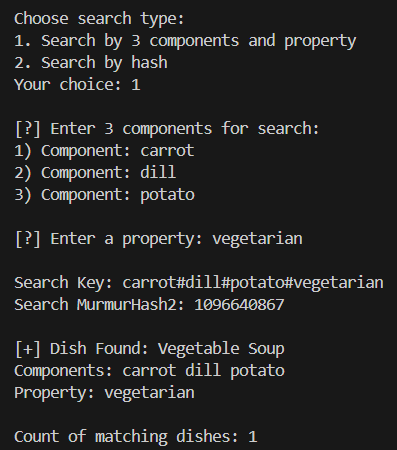 Choose search type:
1. Search by 3 components and property
2. Search by hash
Your choice: 1
[?] Enter 3 components for search:
1) Component: carrot
2) Component: dill
3) Component: potato
[?] Enter a property: vegetarian
Search Key: carrot#dill#potato#vegetarian
Search MurmurHash2: 1096640867
[+] Dish Found: Vegetable Soup
Components: carrot dill potato
Property: vegetarian
Count of matching dishes: 1